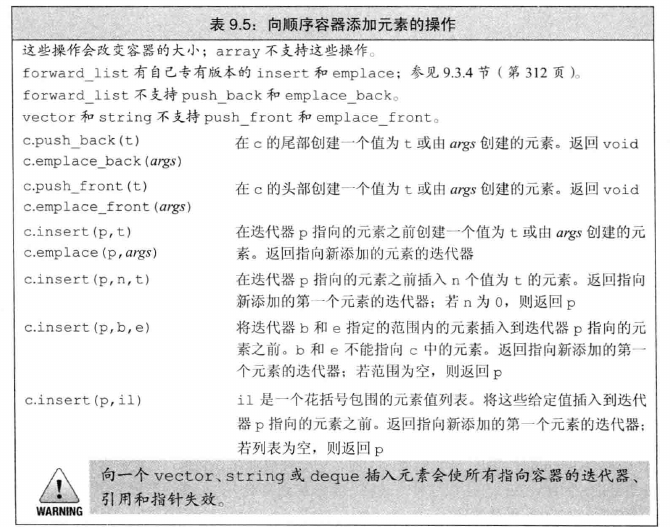 表 9.5：向顺序容器添加元素的操作
这些操作会改变容器的大小；array 不支持这些操作。
forward_list 有自己专有版本的 insert 和 emplace；参见 9.3.4 节（第 312 页）。
forward_list 不支持 push_back 和 emplace_back。
vector 和 string 不支持 push_front 和 emplace_front。
c.push_back(t) 在 c 的尾部创建一个值为 t 或由 args 创建的元素。返回 void
c.emplace_back(args)
c.push_front(t) 在 c 的头部创建一个值为 t 或由 args 创建的元素。返回 void
c.emplace_front(args)
c.insert(p,t) 在迭代器 p 指向的元素之前创建一个值为 t 或由 args 创建的元
c.emplace(p,args) 素。返回指向新添加的元素的迭代器
c.insert(p,n,t) 在迭代器 p 指向的元素之前插入 n 个值为 t 的元素。返回指向
新添加的第一个元素的迭代器；若 n 为 0，则返回 p
c.insert(p,b,e) 将迭代器 b 和 e 指定的范围内的元素插入到迭代器 p 指向的元
素之前。b 和 e 不能指向 c 中的元素。返回指向新添加的第一
个元素的迭代器；若范围为空，则返回 p
c.insert(p,il) il 是一个花括号包围的元素值列表。将这些给定值插入到迭代
器 p 指向的元素之前。返回指向新添加的第一个元素的迭代器；
若列表为空，则返回 p
向一个 vector、string 或 deque 插入元素会使所有指向容器的迭代器、
引用和指针失效。
WARNING